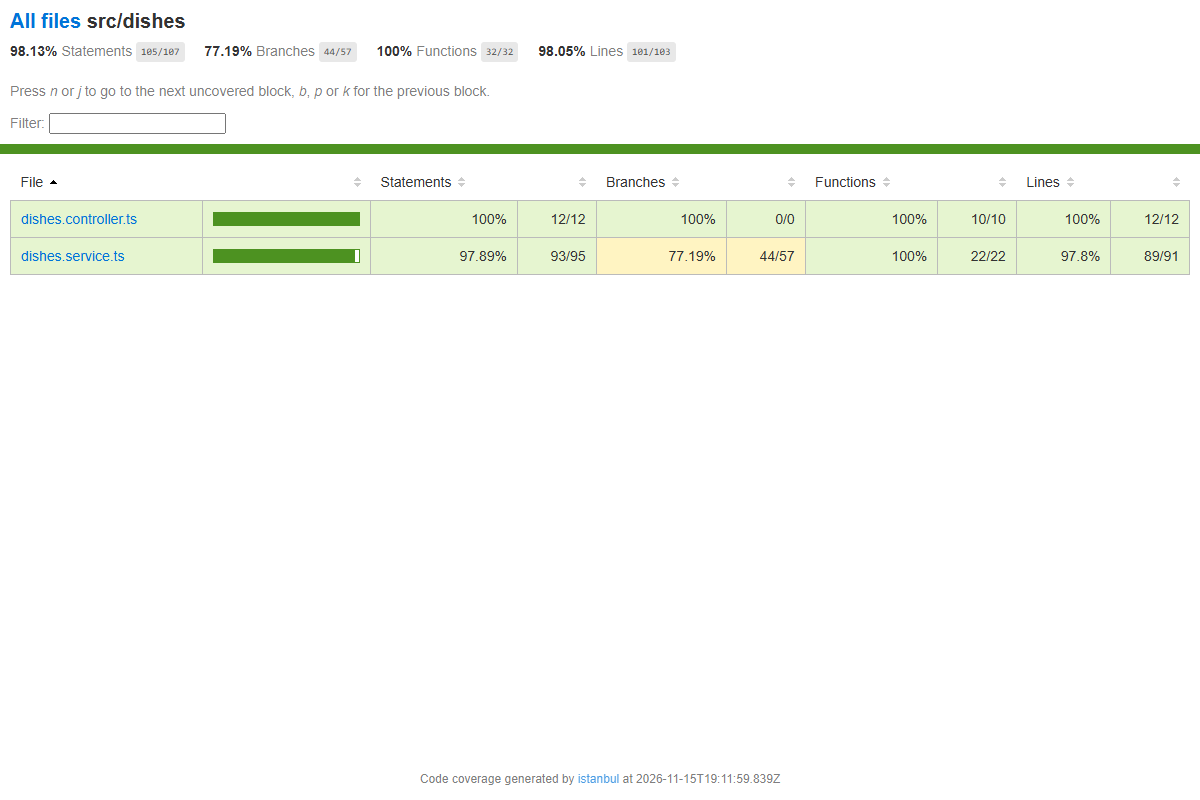 All files src/dishes
98.13% Statements 105/107 77.19% Branches 44/57 100% Functions 32/32 98.05% Lines 101/103
Press n or j to go to the next uncovered block, b, p or k for the previous block.
Filter:
File Statements Branches Functions Lines
dishes.controller.ts 100% 12/12 100% 0/0 100% 10/10 100% 12/12
dishes.service.ts 97.89% 93/95 77.19% 44/57 100% 22/22 97.8% 89/91
Code coverage generated by istanbul at 2026-11-15T19:11:59.839Z